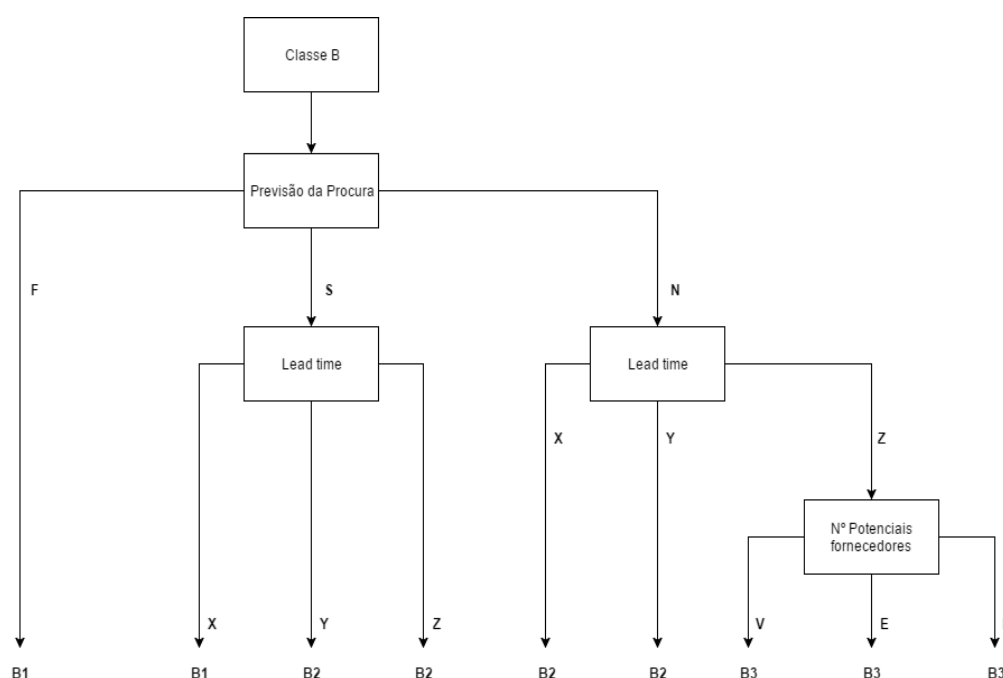 Classe B
Previsão da Procura
F
S
N
Lead time
Lead time
X
Y
Z
Nº Potenciais
fornecedores
X
Y
Z
V
E
B1
B1
B2
B2
B2
B2
B3
B3
B3